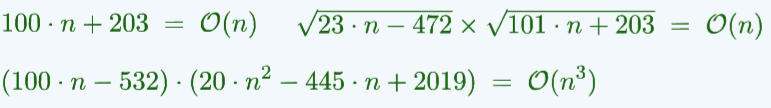 100 · n + 203 = 𝒪(n) √(23 · n − 472) × √(101 · n + 203) = 𝒪(n)
(100 · n − 532) · (20 · n² − 445 · n + 2019) = 𝒪(n³)